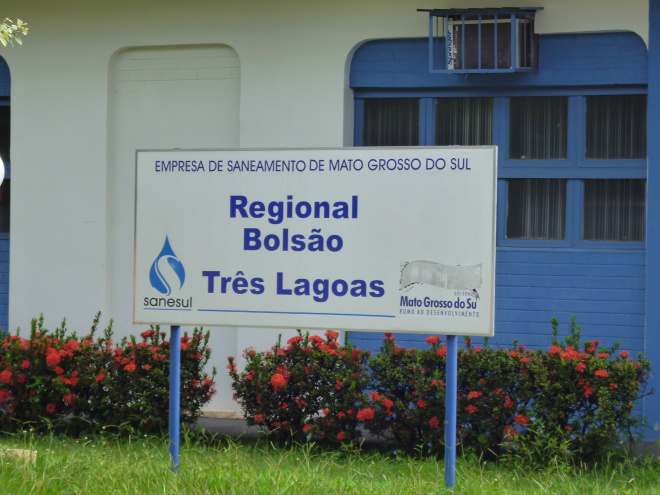 EMPRESA DE SANEAMENTO DE MATO GROSSO DO SUL
Regional
Bolsão
Três Lagoas
sanesul
Mato Grosso do Sul
RUMO AO DESENVOLVIMENTO